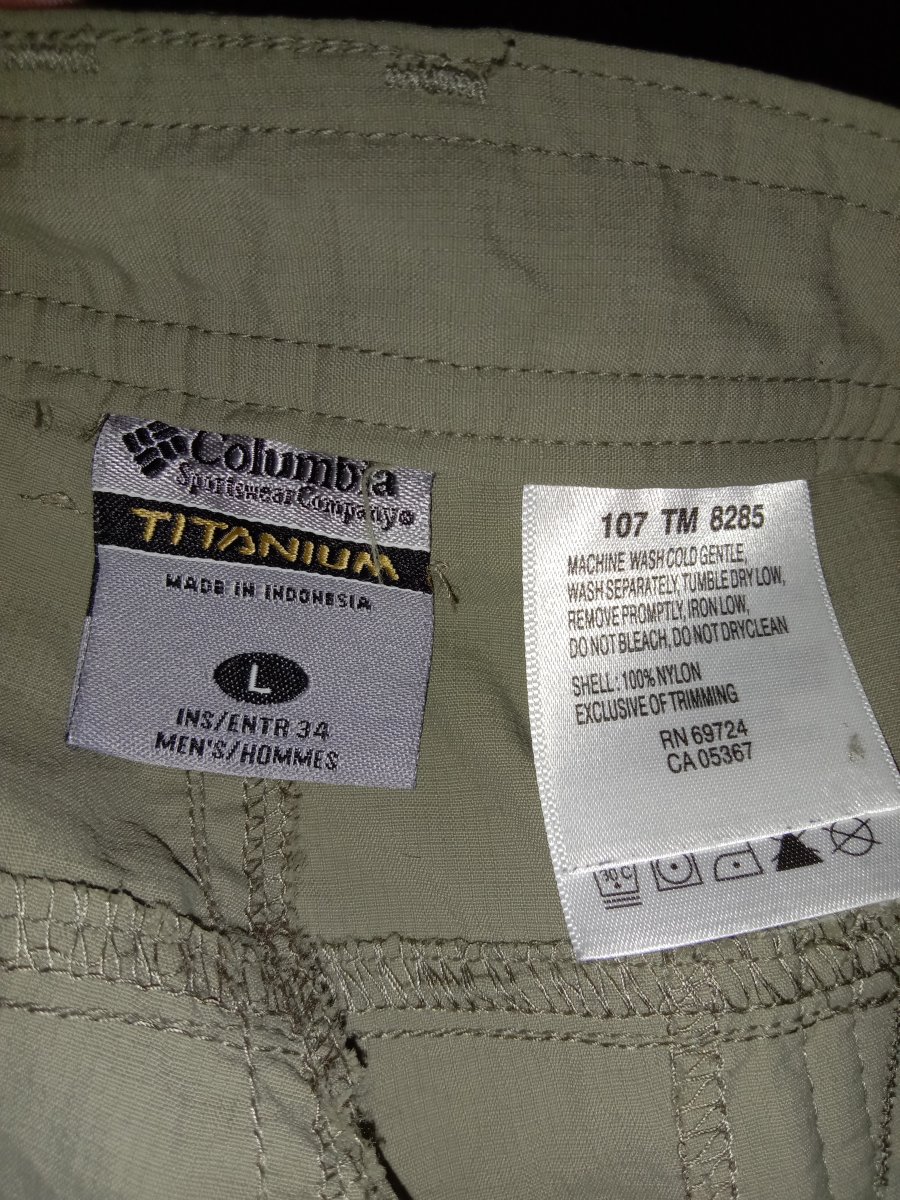 Columbia
Sportswear Company®
TITANIUM
MADE IN INDONESIA
L
INS/ENTR 34
MEN'S/HOMMES
107 TM 8285
MACHINE WASH COLD GENTLE,
WASH SEPARATELY, TUMBLE DRY LOW,
REMOVE PROMPTLY, IRON LOW,
DO NOT BLEACH, DO NOT DRYCLEAN
SHELL: 100% NYLON
EXCLUSIVE OF TRIMMING
RN 69724
CA 05367
30C